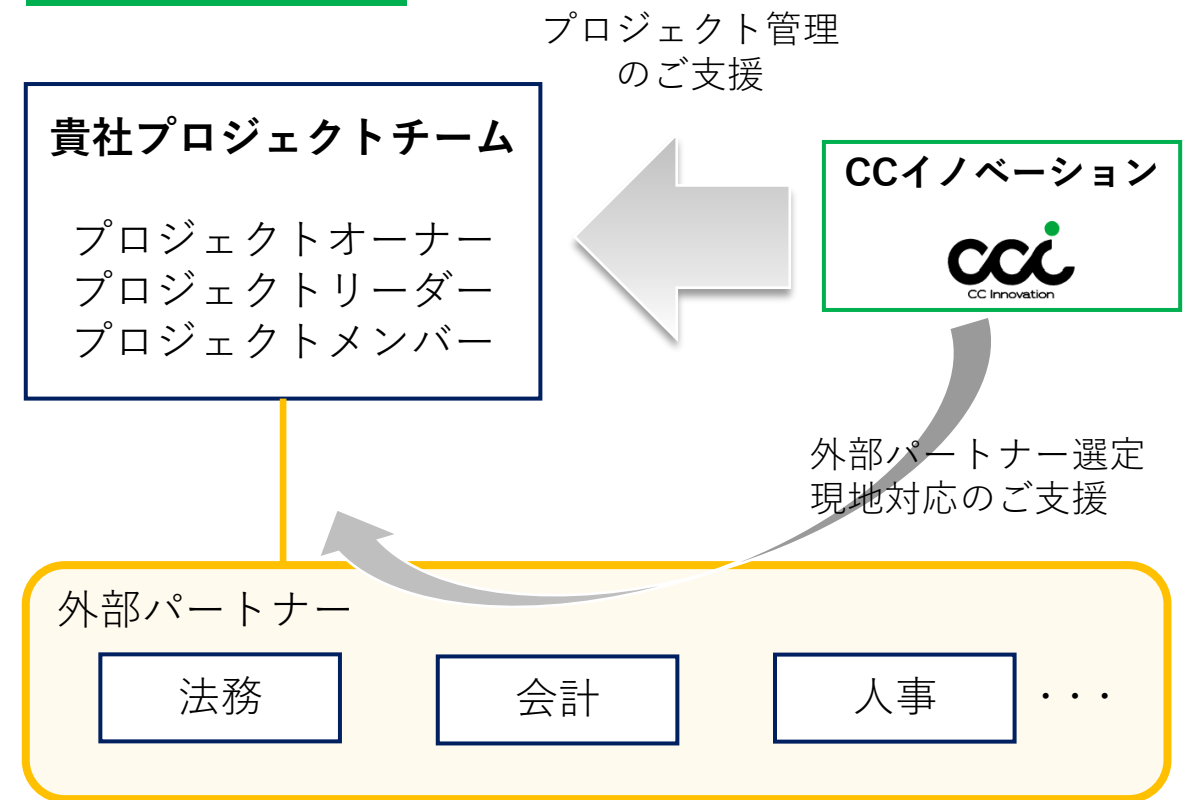 プロジェクト管理
のご支援
貴社プロジェクトチーム
プロジェクトオーナー
プロジェクトリーダー
プロジェクトメンバー
CCイノベーション
cci
CC Innovation
外部パートナー選定
現地対応のご支援
外部パートナー
法務
会計
人事
・・・